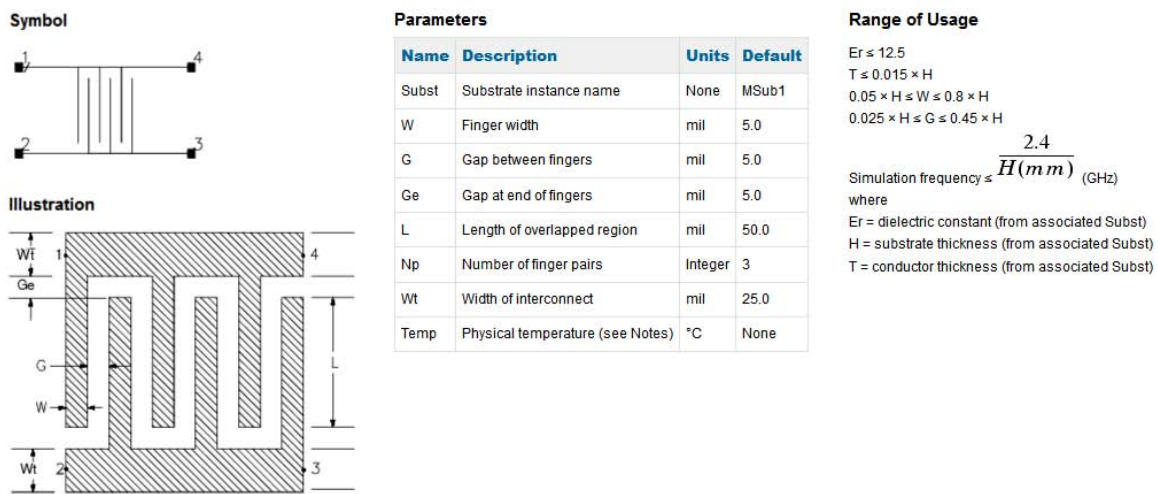 Symbol
1
4
2
3
Illustration
Wt
1
4
Ge
G
L
W
Wt
2
3
Parameters
Name Description Units Default
Subst Substrate instance name None MSub1
W Finger width mil 5.0
G Gap between fingers mil 5.0
Ge Gap at end of fingers mil 5.0
L Length of overlapped region mil 50.0
Np Number of finger pairs Integer 3
Wt Width of interconnect mil 25.0
Temp Physical temperature (see Notes) °C None
Range of Usage
Er ≤ 12.5
T ≤ 0.015 × H
0.05 × H ≤ W ≤ 0.8 × H
0.025 × H ≤ G ≤ 0.45 × H
2.4
Simulation frequency ≤ H(mm) (GHz)
where
Er = dielectric constant (from associated Subst)
H = substrate thickness (from associated Subst)
T = conductor thickness (from associated Subst)